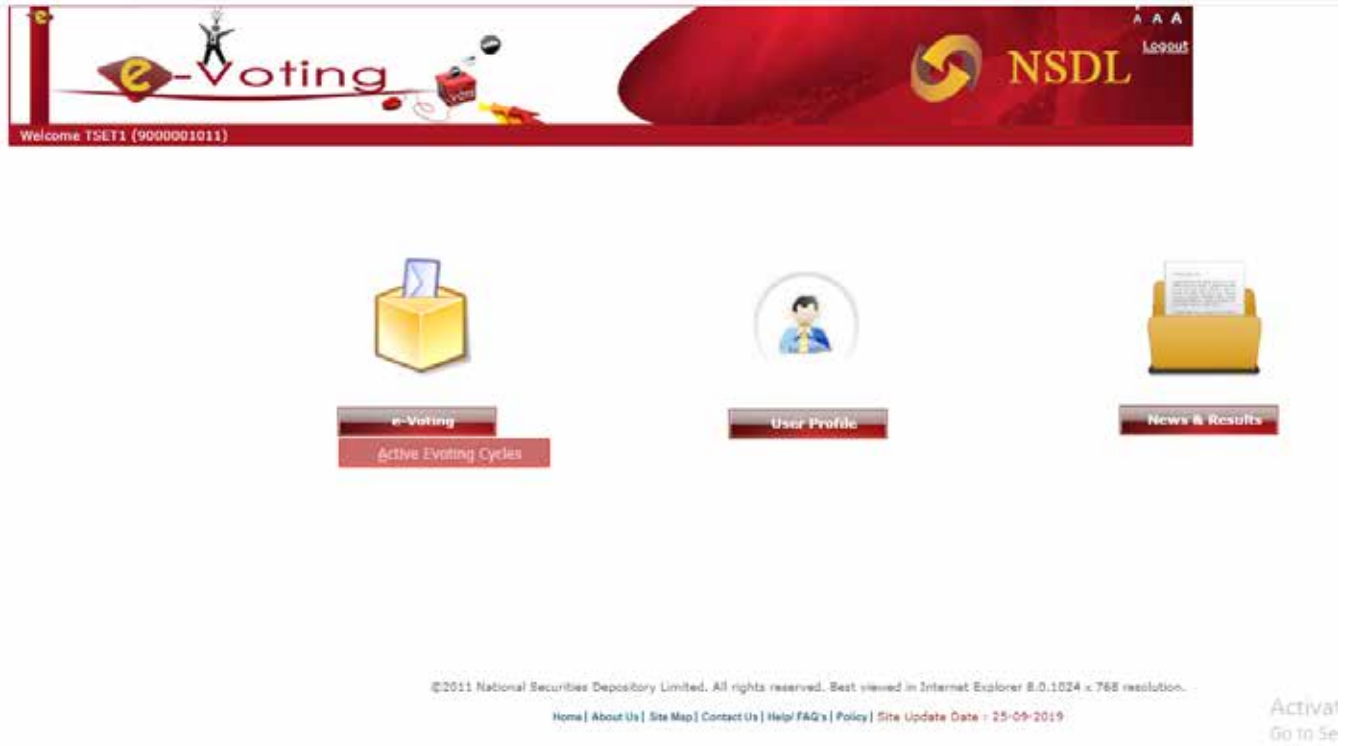 A A A
Logout
e-Voting
vote
NSDL
Welcome TSET1 (9000001011)
e-Voting
User Profile
News & Results
Active Evoting Cycles
©2011 National Securities Depository Limited. All rights reserved. Best viewed in Internet Explorer 8.0.1024 x 768 resolution.
Home| About Us| Site Map| Contact Us| Help/ FAQ's| Policy| Site Update Date : 25-09-2019
Activat
Go to Se